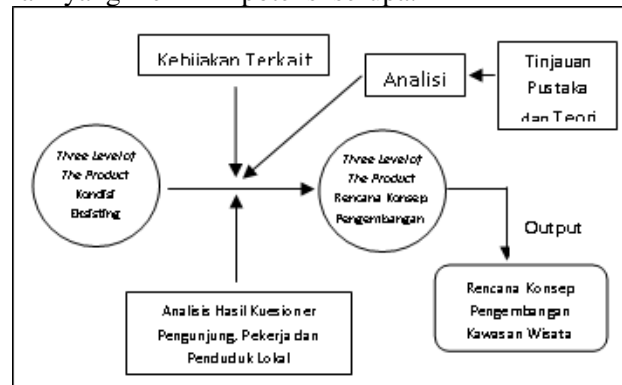 Kebijakan Terkait
Analisi
Tinjauan
Pustaka
dan Teori
Three Level of
The Product
Kondisi
Eksisting
Three Level of
The Product
Rencana Konsep
Pengembangan
Output
Analisis Hasil Kuesioner
Pengunjung, Pekerja dan
Penduduk Lokal
Rencana Konsep
Pengembangan
Kawasan Wisata